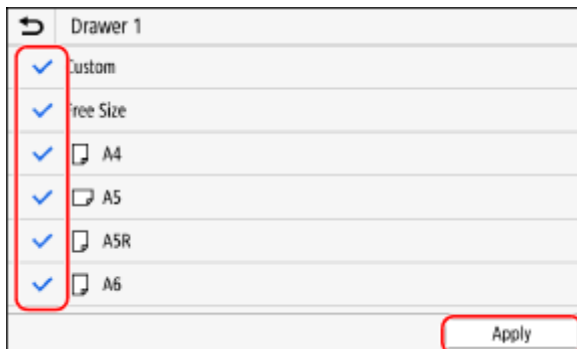 Drawer 1
Custom
Free Size
A4
A5
A5R
A6
Apply